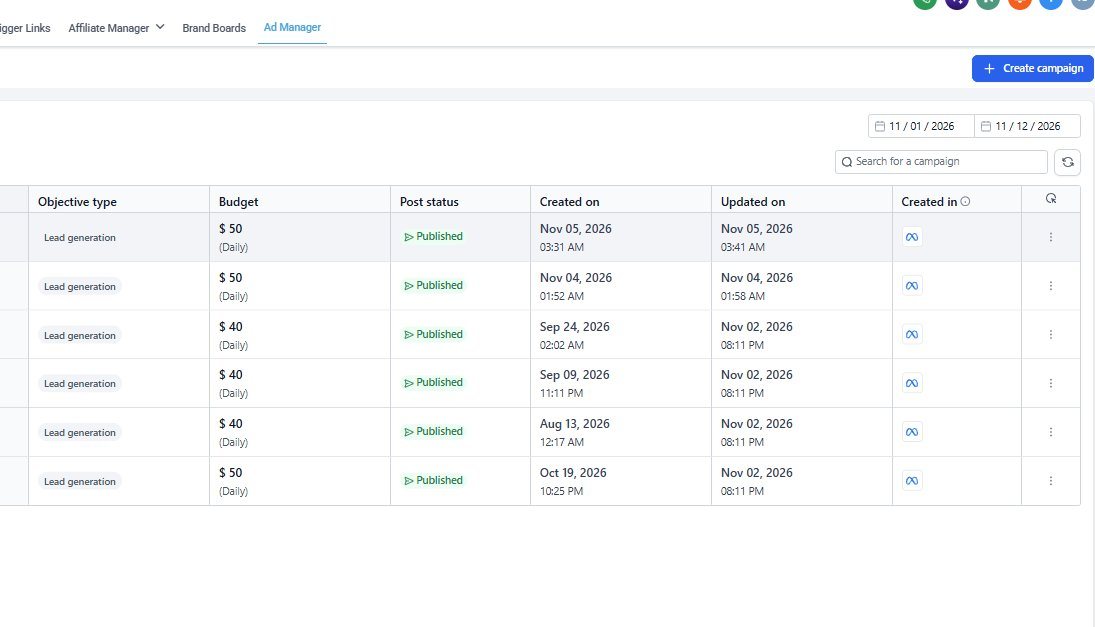 igger Links Affiliate Manager Brand Boards Ad Manager
+ Create campaign
11 / 01 / 2026 11 / 12 / 2026
Search for a campaign
Objective type Budget Post status Created on Updated on Created in
Lead generation $ 50 (Daily) Published Nov 05, 2026 03:31 AM Nov 05, 2026 03:41 AM
Lead generation $ 50 (Daily) Published Nov 04, 2026 01:52 AM Nov 04, 2026 01:58 AM
Lead generation $ 40 (Daily) Published Sep 24, 2026 02:02 AM Nov 02, 2026 08:11 PM
Lead generation $ 40 (Daily) Published Sep 09, 2026 11:11 PM Nov 02, 2026 08:11 PM
Lead generation $ 40 (Daily) Published Aug 13, 2026 12:17 AM Nov 02, 2026 08:11 PM
Lead generation $ 50 (Daily) Published Oct 19, 2026 10:25 PM Nov 02, 2026 08:11 PM